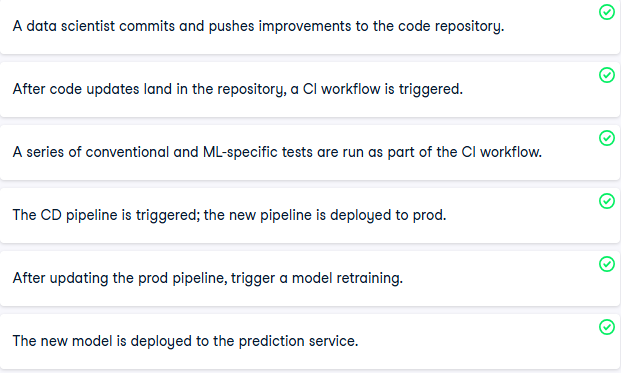 A data scientist commits and pushes improvements to the code repository.
After code updates land in the repository, a CI workflow is triggered.
A series of conventional and ML-specific tests are run as part of the CI workflow.
The CD pipeline is triggered; the new pipeline is deployed to prod.
After updating the prod pipeline, trigger a model retraining.
The new model is deployed to the prediction service.